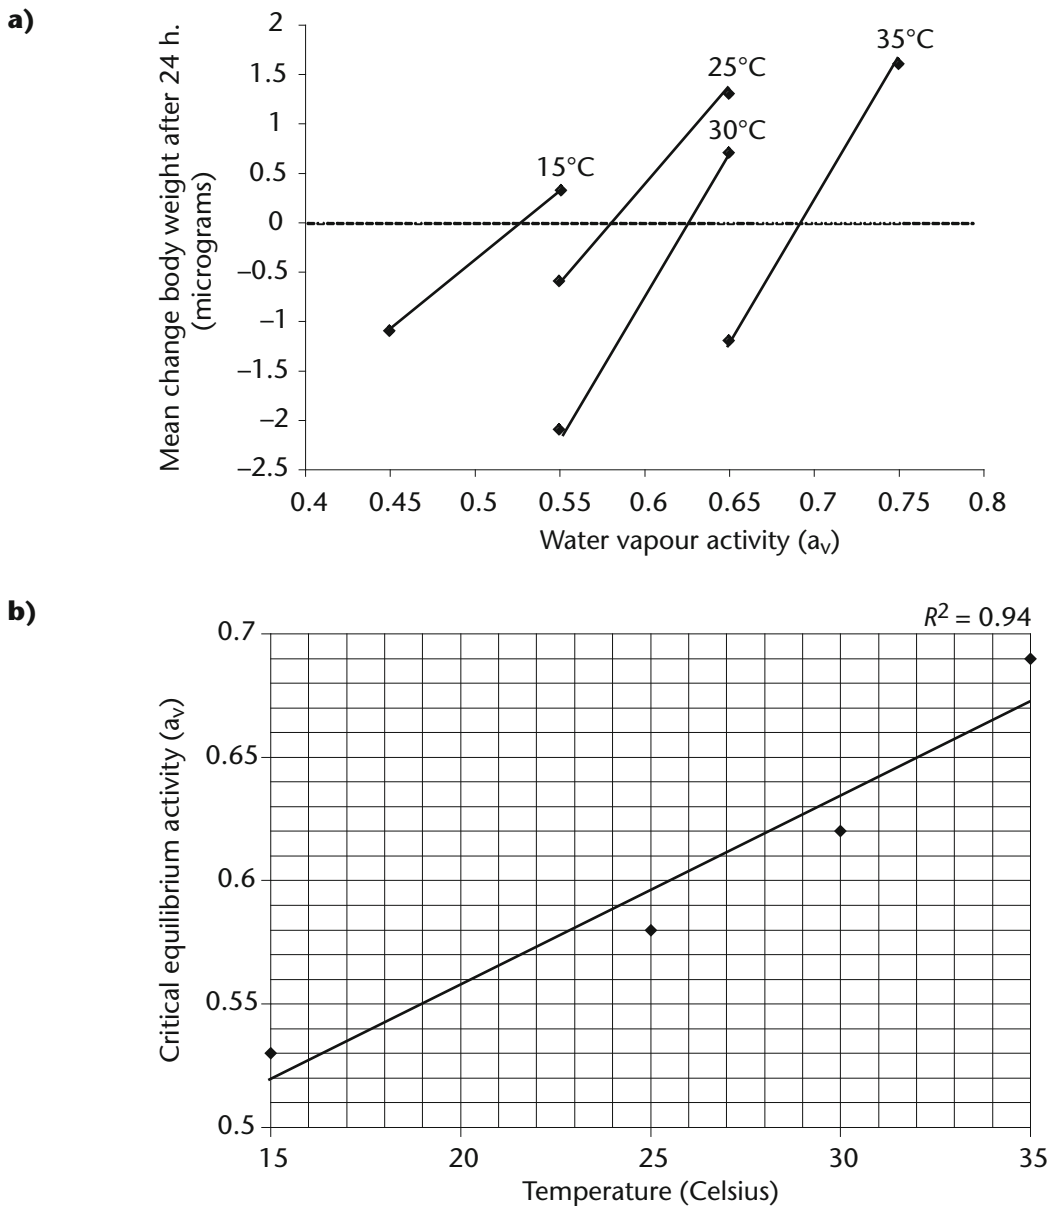 a)
Mean change body weight after 24 h.
(micrograms)
2
1.5
1
0.5
0
−0.5
−1
−1.5
−2
−2.5
15°C
25°C
30°C
35°C
0.4 0.45 0.5 0.55 0.6 0.65 0.7 0.75 0.8
Water vapour activity (aᵥ)
b)
R² = 0.94
Critical equilibrium activity (aᵥ)
0.7
0.65
0.6
0.55
0.5
15 20 25 30 35
Temperature (Celsius)